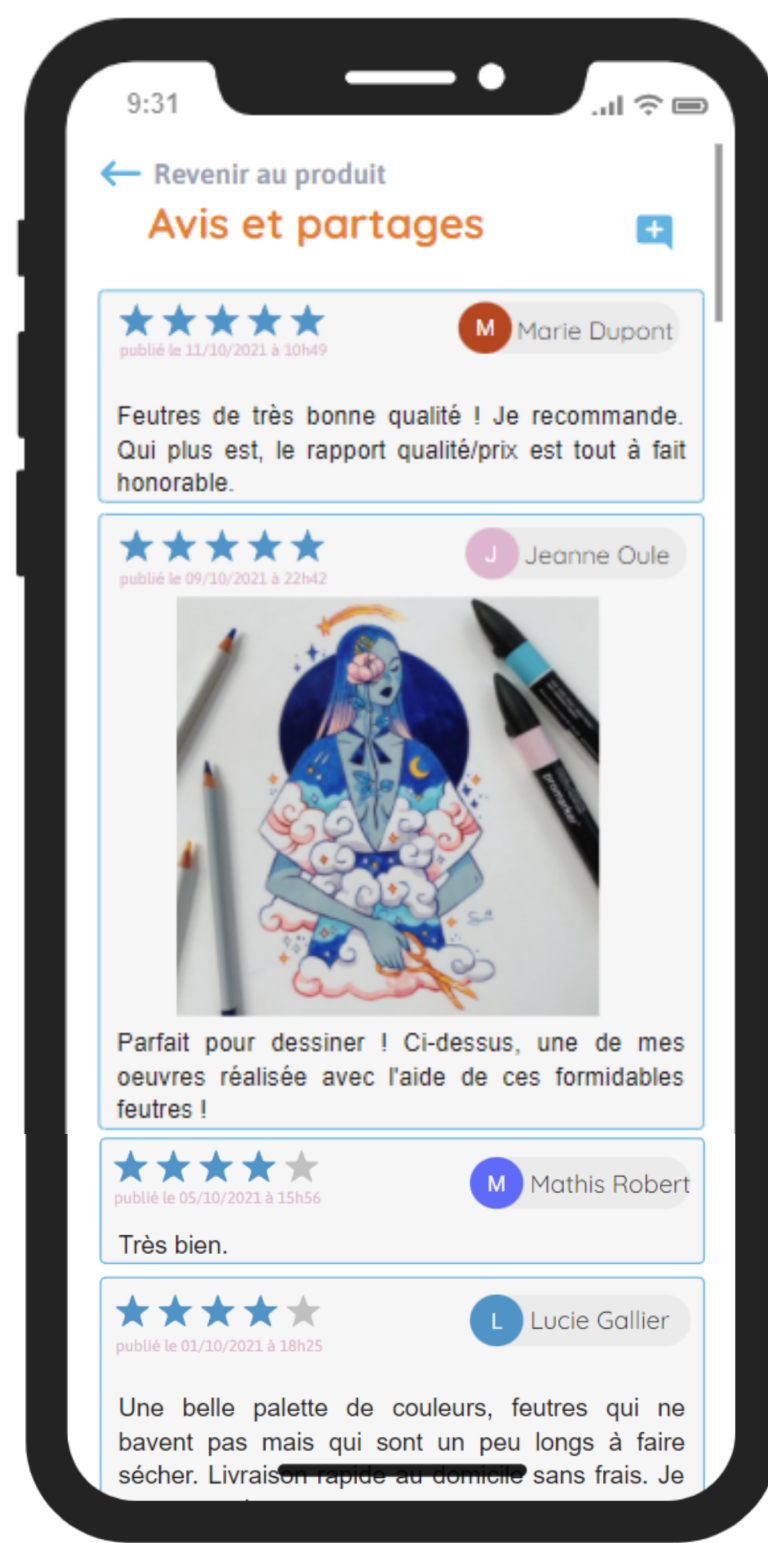 9:31
Revenir au produit
Avis et partages
publié le 11/10/2021 à 10h49
M Marie Dupont
Feutres de très bonne qualité ! Je recommande.
Qui plus est, le rapport qualité/prix est tout à fait
honorable.
J Jeanne Oule
publié le 09/10/2021 à 22h42
promarker
Parfait pour dessiner ! Ci-dessus, une de mes
oeuvres réalisée avec l'aide de ces formidables
feutres !
M Mathis Robert
publié le 05/10/2021 à 15h56
Très bien.
L Lucie Gallier
publié le 01/10/2021 à 18h25
Une belle palette de couleurs, feutres qui ne
bavent pas mais qui sont un peu longs à faire
sécher. Livraison rapide au domicile sans frais. Je